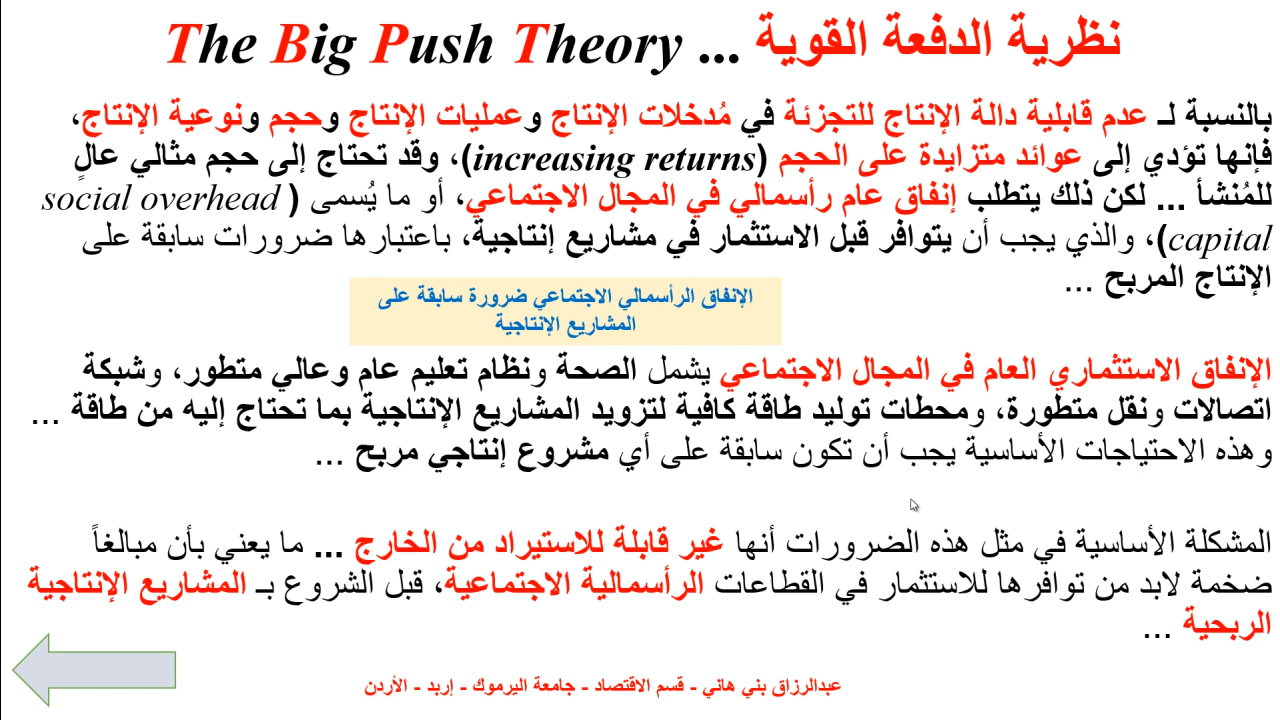 نظرية الدفعة القوية ... The Big Push Theory
بالنسبة لـ عدم قابلية دالة الإنتاج للتجزئة في مُدخلات الإنتاج وعمليات الإنتاج وحجم ونوعية الإنتاج،
فإنها تؤدي إلى عوائد متزايدة على الحجم (increasing returns)، وقد تحتاج إلى حجم مثالي عالٍ
للمُنشأ ... لكن ذلك يتطلب إنفاق عام رأسمالي في المجال الاجتماعي، أو ما يُسمى (social overhead
capital)، والذي يجب أن يتوافر قبل الاستثمار في مشاريع إنتاجية، باعتبارها ضرورات سابقة على
الإنتاج المربح ...
الإنفاق الرأسمالي الاجتماعي ضرورة سابقة على
المشاريع الإنتاجية
الإنفاق الاستثماري العام في المجال الاجتماعي يشمل الصحة ونظام تعليم عام وعالي متطور، وشبكة
اتصالات ونقل متطورة، ومحطات توليد طاقة كافية لتزويد المشاريع الإنتاجية بما تحتاج إليه من طاقة ...
وهذه الاحتياجات الأساسية يجب أن تكون سابقة على أي مشروع إنتاجي مربح ...
المشكلة الأساسية في مثل هذه الضرورات أنها غير قابلة للاستيراد من الخارج ... ما يعني بأن مبالغاً
ضخمة لابد من توافرها للاستثمار في القطاعات الرأسمالية الاجتماعية، قبل الشروع بـ المشاريع الإنتاجية
الربحية ...
عبدالرزاق بني هاني - قسم الاقتصاد - جامعة اليرموك - إربد - الأردن